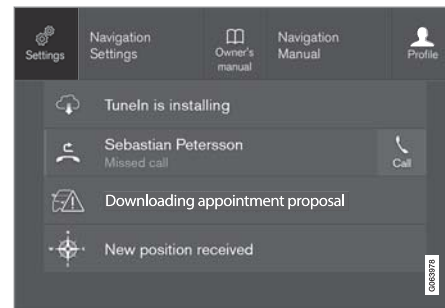 Settings
Navigation
Settings
Owner's
manual
Navigation
Manual
Profile
TuneIn is installing
Sebastian Petersson
Missed call
Call
Downloading appointment proposal
New position received
G063978